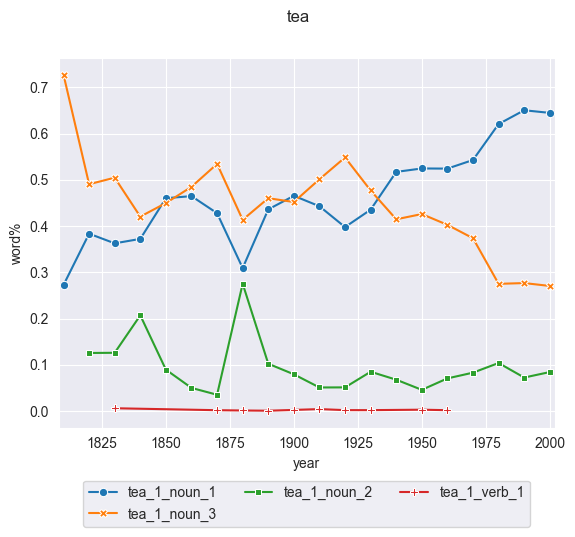 tea
0.7
0.6
0.5
0.4
0.3
0.2
0.1
0.0
word%
1825 1850 1875 1900 1925 1950 1975 2000
year
tea_1_noun_1 tea_1_noun_2 tea_1_verb_1
tea_1_noun_3